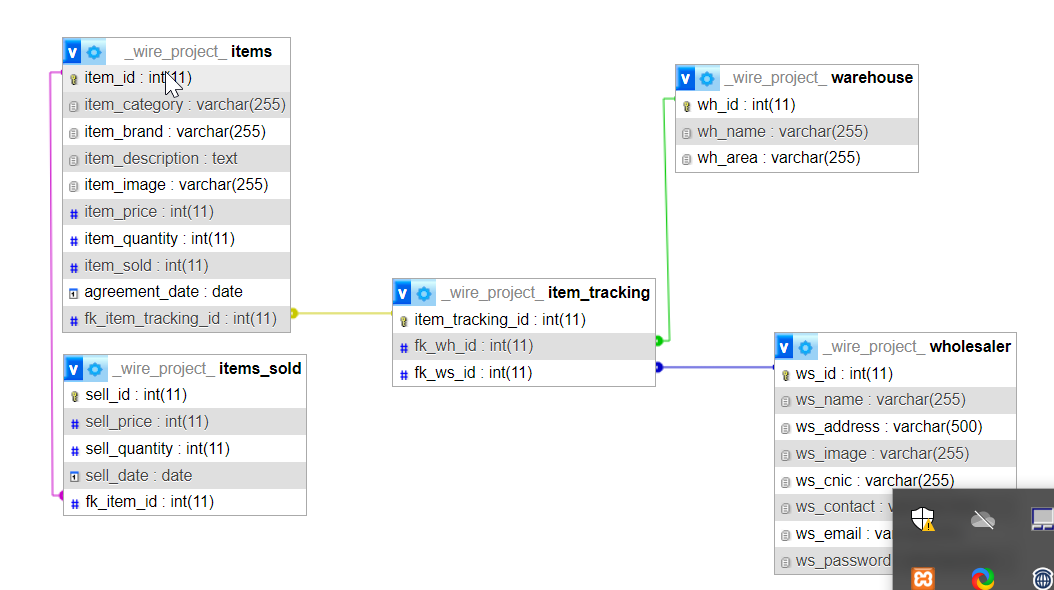 _wire_project_ items
item_id : int(11)
item_category : varchar(255)
item_brand : varchar(255)
item_description : text
item_image : varchar(255)
item_price : int(11)
item_quantity : int(11)
item_sold : int(11)
agreement_date : date
fk_item_tracking_id : int(11)
_wire_project_ items_sold
sell_id : int(11)
sell_price : int(11)
sell_quantity : int(11)
sell_date : date
fk_item_id : int(11)
_wire_project_ item_tracking
item_tracking_id : int(11)
fk_wh_id : int(11)
fk_ws_id : int(11)
_wire_project_ warehouse
wh_id : int(11)
wh_name : varchar(255)
wh_area : varchar(255)
_wire_project_ wholesaler
ws_id : int(11)
ws_name : varchar(255)
ws_address : varchar(500)
ws_image : varchar(255)
ws_cnic : varchar(255)
ws_contact :
ws_email :
ws_password